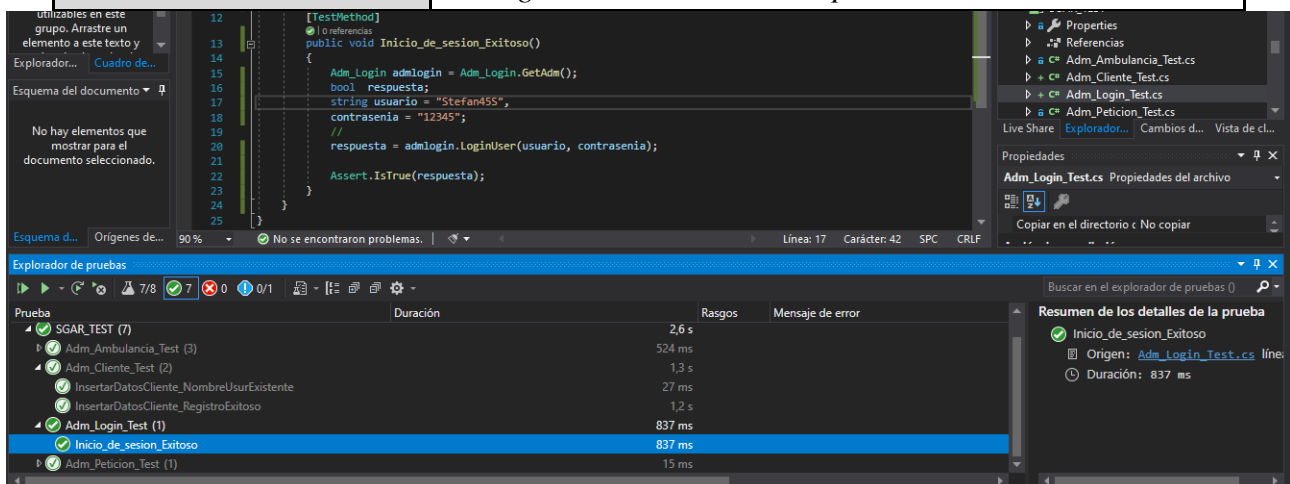 utilizables en este
grupo. Arrastre un
elemento a este texto y
Explorador... Cuadro de...
Esquema del documento
No hay elementos que
mostrar para el
documento seleccionado.
Esquema d... Orígenes de...
12 [TestMethod]
0 referencias
13 public void Inicio_de_sesion_Exitoso()
14 {
15 Adm_Login admlogin = Adm_Login.GetAdm();
16 bool respuesta;
17 string usuario = "Stefan45S",
18 contrasenia = "12345";
19 //
20 respuesta = admlogin.LoginUser(usuario, contrasenia);
21
22 Assert.IsTrue(respuesta);
23 }
24 }
25 }
90 % No se encontraron problemas. Línea: 17 Carácter: 42 SPC CRLF
Properties
Referencias
C# Adm_Ambulancia_Test.cs
C# Adm_Cliente_Test.cs
C# Adm_Login_Test.cs
C# Adm_Peticion_Test.cs
Live Share Explorador... Cambios d... Vista de cl...
Propiedades
Adm_Login_Test.cs Propiedades del archivo
Copiar en el directorio c No copiar
Explorador de pruebas
7/8 7 0 0/1
Buscar en el explorador de pruebas ()
Prueba Duración Rasgos Mensaje de error
SGAR_TEST (7) 2,6 s
Adm_Ambulancia_Test (3) 524 ms
Adm_Cliente_Test (2) 1,3 s
InsertarDatosCliente_NombreUsurExistente 27 ms
InsertarDatosCliente_RegistroExitoso 1,2 s
Adm_Login_Test (1) 837 ms
Inicio_de_sesion_Exitoso 837 ms
Adm_Peticion_Test (1) 15 ms
Resumen de los detalles de la prueba
Inicio_de_sesion_Exitoso
Origen: Adm_Login_Test.cs líne
Duración: 837 ms